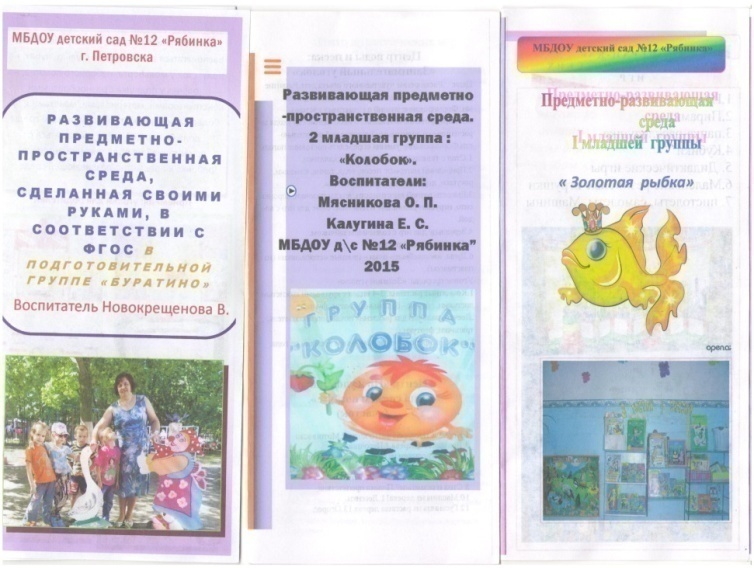 МБДОУ детский сад №12 «Рябинка»
г. Петровска
РАЗВИВАЮЩАЯ
ПРЕДМЕТНО-
ПРОСТРАНСТВЕННАЯ
СРЕДА,
СДЕЛАННАЯ СВОИМИ
РУКАМИ, В
СООТВЕТСТВИИ С
ФГОС В
ПОДГОТОВИТЕЛЬНОЙ
ГРУППЕ «БУРАТИНО»
Воспитатель Новокрещенова В.
Развивающая предметно
-пространственная среда.
2 младшая группа :
«Колобок».
Воспитатели:
Мясникова О. П.
Калугина Е. С.
МБДОУ д\с №12 «Рябинка"
2015
ГРУППА
"КОЛОБОК"
МБДОУ детский сад №12 «Рябинка»
Предметно-развивающая
среда
I младшей группы
« Золотая рыбка»